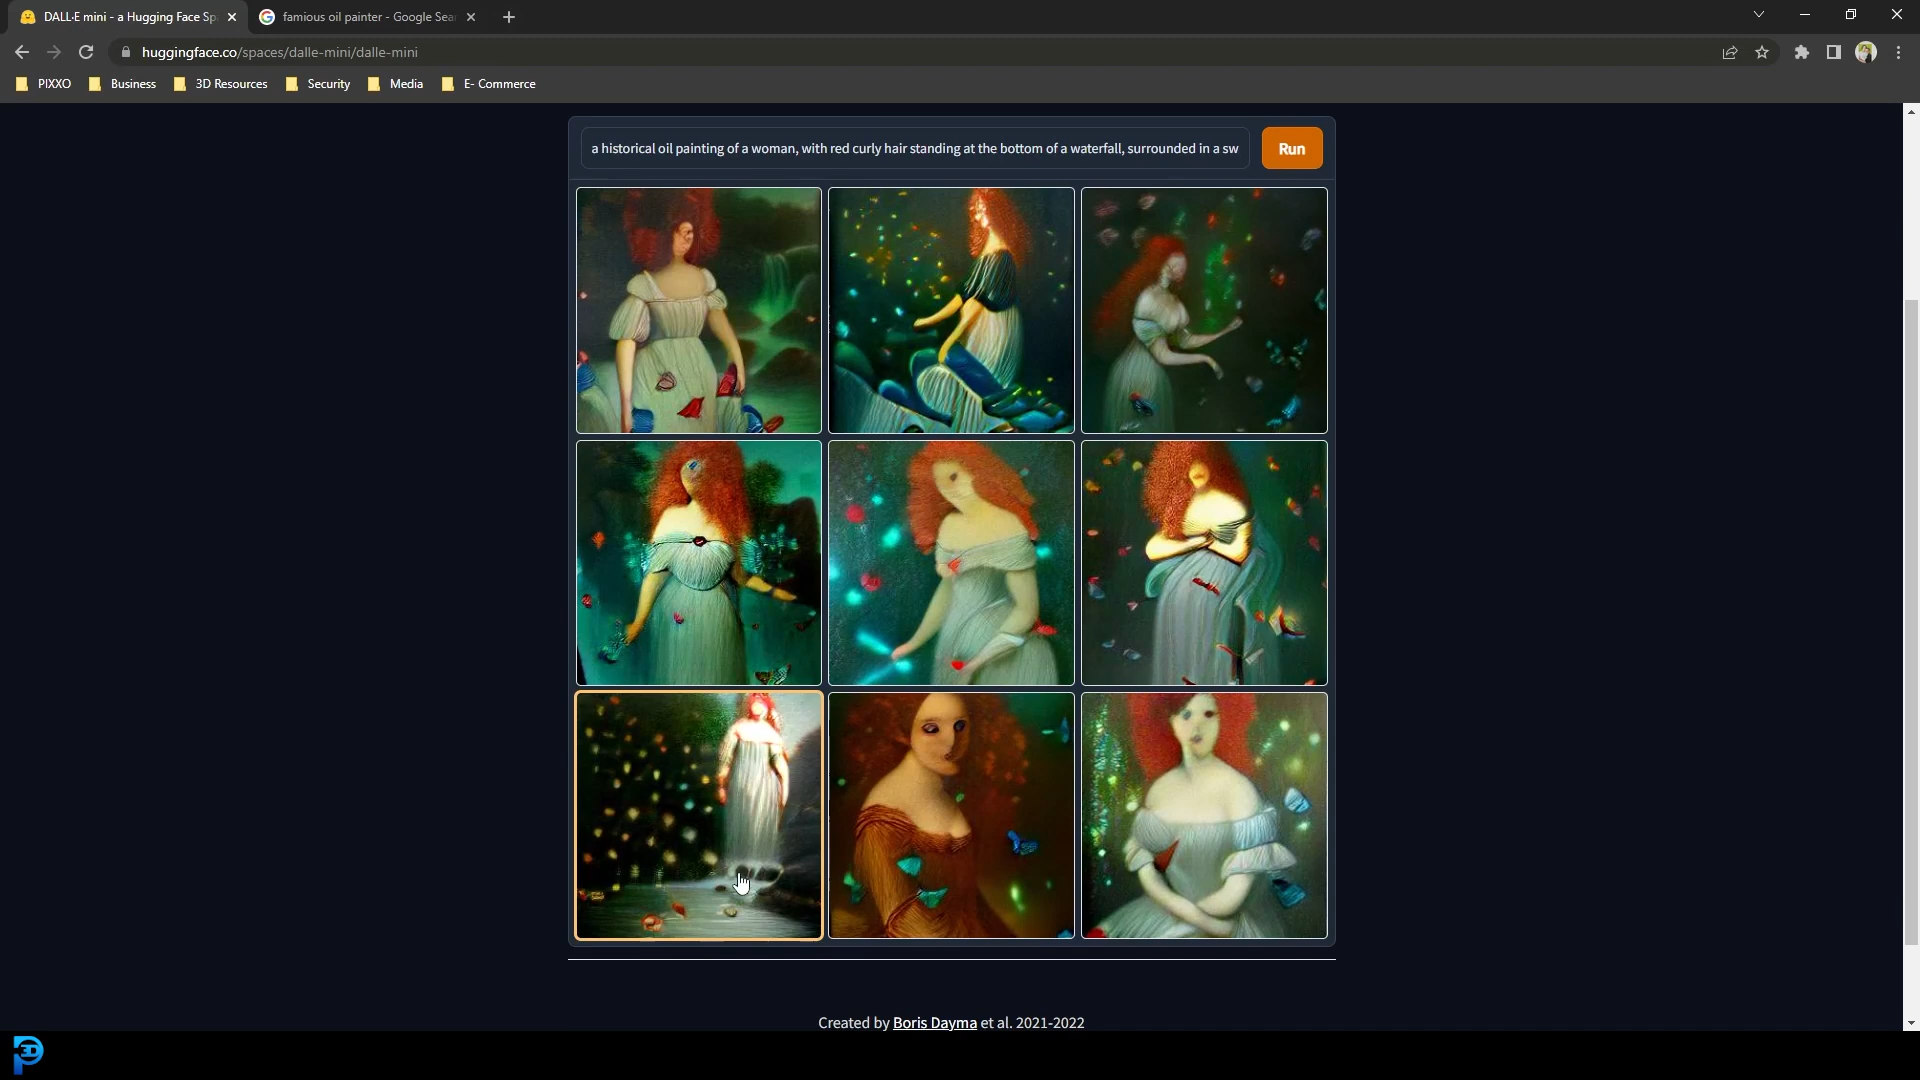 DALL·E mini - a Hugging Face Sp
famious oil painter - Google Sear
huggingface.co/spaces/dalle-mini/dalle-mini
PIXXO
Business
3D Resources
Security
Media
E- Commerce
a historical oil painting of a woman, with red curly hair standing at the bottom of a waterfall, surrounded in a sw
Run
Created by Boris Dayma et al. 2021-2022
3D